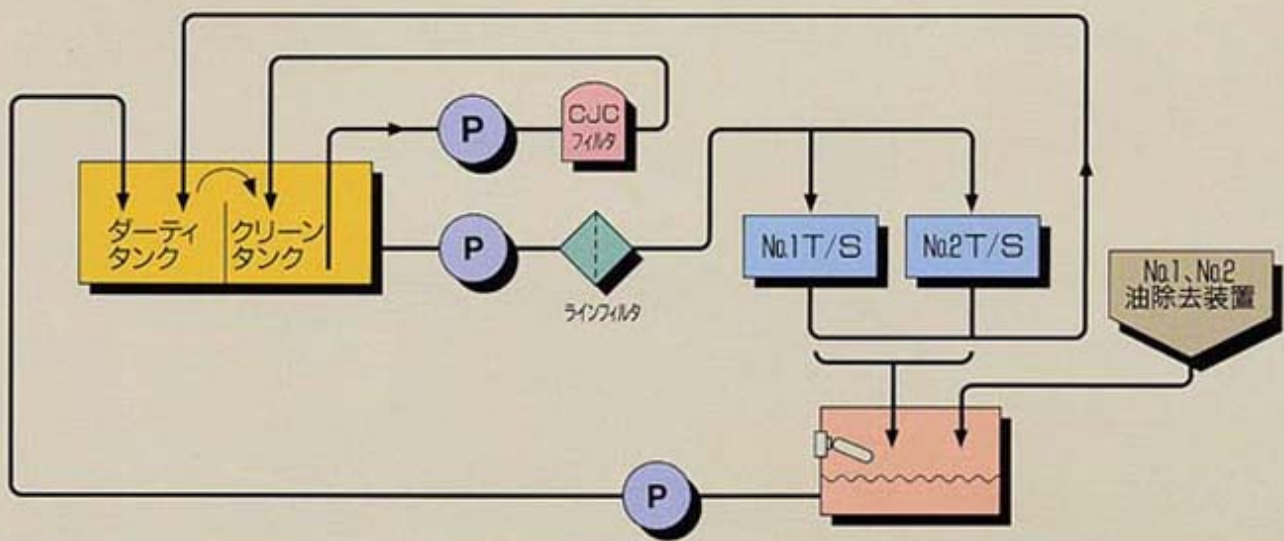 P
CJC
フィルタ
ダーティ
タンク
クリーン
タンク
P
ラインフィルタ
No.1T/S
No.2T/S
No.1、No.2
油除去装置
P